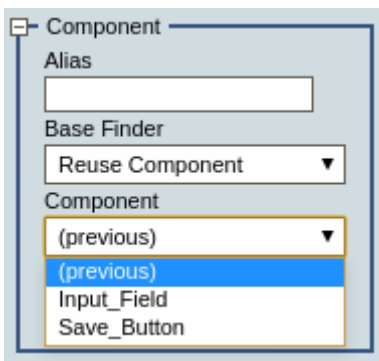 Component
Alias
Base Finder
Reuse Component
Component
(previous)
(previous)
Input_Field
Save_Button